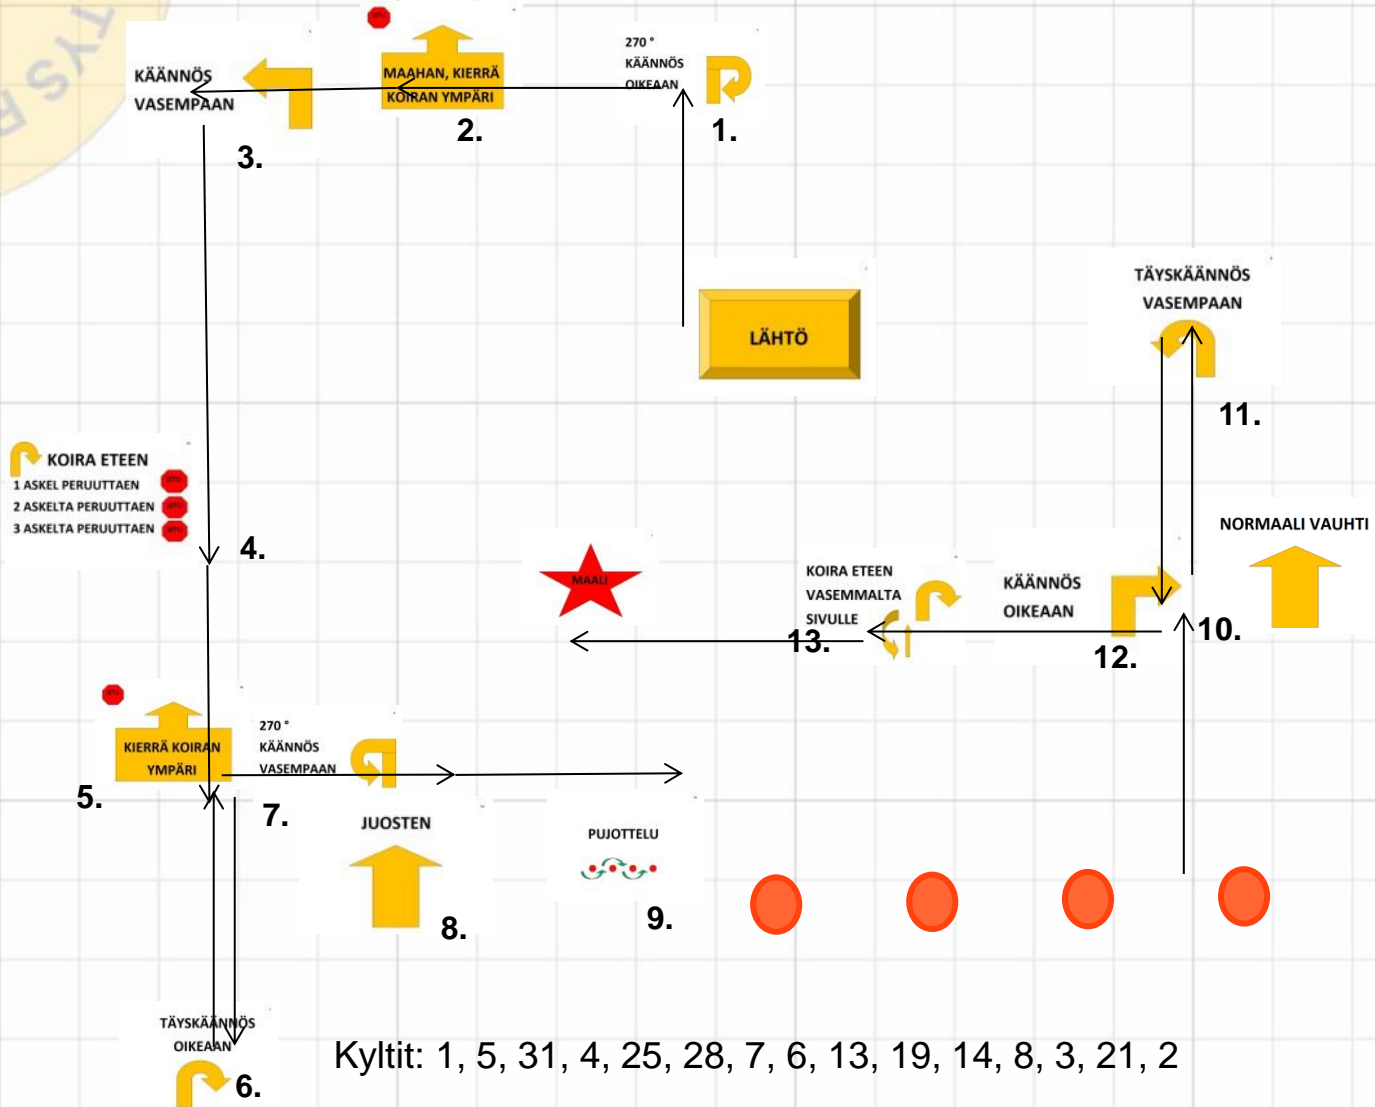 TYS R
270 °
KÄÄNNÖS
OIKEAAN
1.
MAAHAN, KIERRÄ
KOIRAN YMPÄRI
2.
KÄÄNNÖS
VASEMPAAN
3.
LÄHTÖ
TÄYSKÄÄNNÖS
VASEMPAAN
11.
KOIRA ETEEN
1 ASKEL PERUUTTAEN
2 ASKELTA PERUUTTAEN
3 ASKELTA PERUUTTAEN
4.
NORMAALI VAUHTI
10.
MAALI
KOIRA ETEEN
VASEMMALTA
SIVULLE
13.
KÄÄNNÖS
OIKEAAN
12.
KIERRÄ KOIRAN
YMPÄRI
5.
270 °
KÄÄNNÖS
VASEMPAAN
7.
JUOSTEN
8.
PUJOTTELU
9.
TÄYSKÄÄNNÖS
OIKEAAN
6.
Kyltit: 1, 5, 31, 4, 25, 28, 7, 6, 13, 19, 14, 8, 3, 21, 2